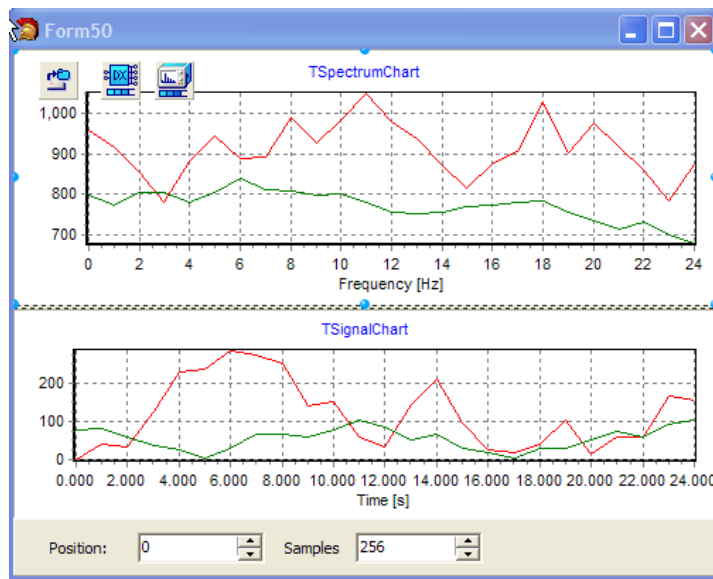 Form50
DX
TSpectrumChart
1,000
900
800
700
0 2 4 6 8 10 12 14 16 18 20 22 24
Frequency [Hz]
TSignalChart
200
100
0
0.000 2.000 4.000 6.000 8.000 10.000 12.000 14.000 16.000 18.000 20.000 22.000 24.000
Time [s]
Position: 0 Samples 256